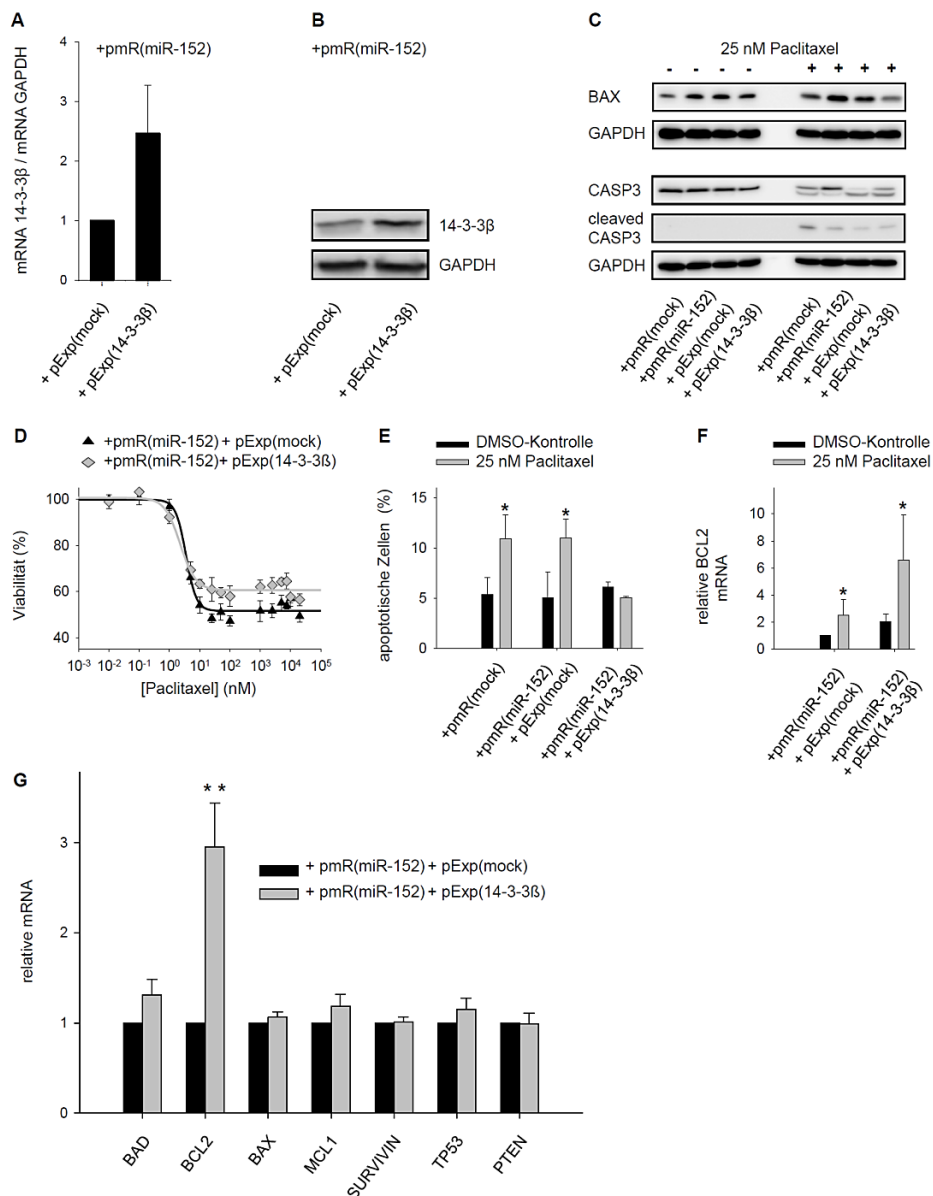 A
+pmR(miR-152)
mRNA 14-3-3β / mRNA GAPDH
4
3
2
1
0
+ pExp(mock)
+ pExp(14-3-3β)
B
+pmR(miR-152)
14-3-3β
GAPDH
+ pExp(mock)
+ pExp(14-3-3β)
C
25 nM Paclitaxel
- - - - + + + +
BAX
GAPDH
CASP3
cleaved
CASP3
GAPDH
+pmR(mock)
+pmR(miR-152)
+ pExp(mock)
+ pExp(14-3-3β)
+pmR(mock)
+pmR(miR-152)
+ pExp(mock)
+ pExp(14-3-3β)
D
+pmR(miR-152) + pExp(mock)
+pmR(miR-152)+ pExp(14-3-3ß)
Viabilität (%)
100
80
60
40
10⁻³ 10⁻² 10⁻¹ 10⁰ 10¹ 10² 10³ 10⁴ 10⁵
[Paclitaxel] (nM)
E
DMSO-Kontrolle
25 nM Paclitaxel
apoptotische Zellen (%)
15
10
5
0
* *
+pmR(mock)
+pmR(miR-152)
+ pExp(mock)
+pmR(miR-152)
+ pExp(14-3-3β)
F
DMSO-Kontrolle
25 nM Paclitaxel
relative BCL2
mRNA
10
8
6
4
2
0
* *
+pmR(miR-152)
+ pExp(mock)
+pmR(miR-152)
+ pExp(14-3-3β)
G
relative mRNA
3
2
1
0
* *
+ pmR(miR-152) + pExp(mock)
+ pmR(miR-152) + pExp(14-3-3ß)
BAD
BCL2
BAX
MCL1
SURVIVIN
TP53
PTEN